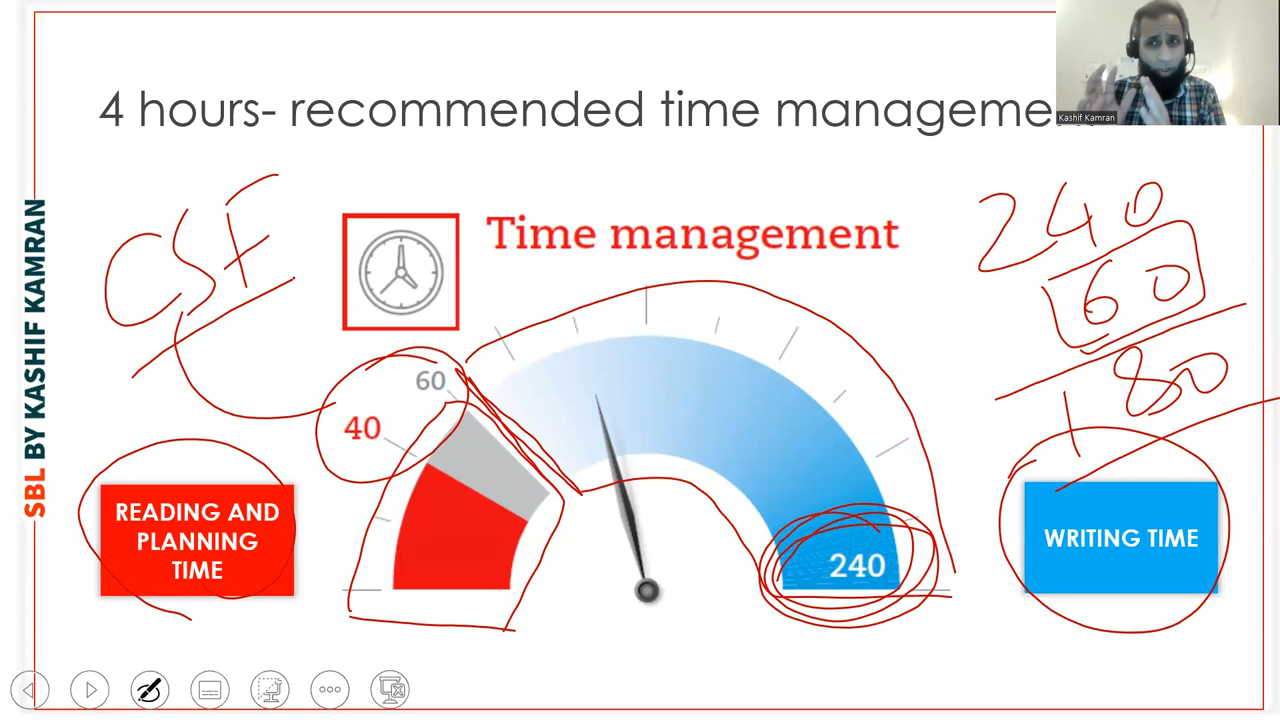 4 hours- recommended time management
Kashif Kamran
SBL BY KASHIF KAMRAN
CSF
Time management
240
60
180
60
40
READING AND
PLANNING
TIME
240
WRITING TIME